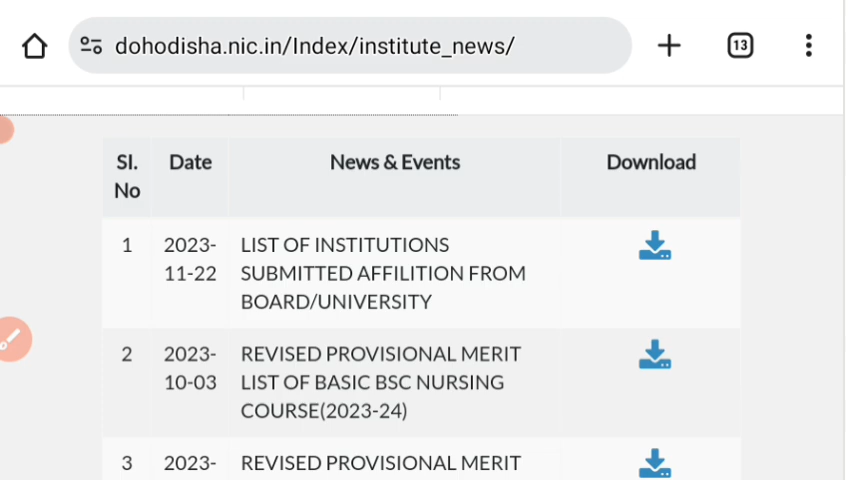 dohodisha.nic.in/Index/institute_news/
13
Sl. Date News & Events Download
No
1 2023- LIST OF INSTITUTIONS
11-22 SUBMITTED AFFILITION FROM
BOARD/UNIVERSITY
2 2023- REVISED PROVISIONAL MERIT
10-03 LIST OF BASIC BSC NURSING
COURSE(2023-24)
3 2023- REVISED PROVISIONAL MERIT